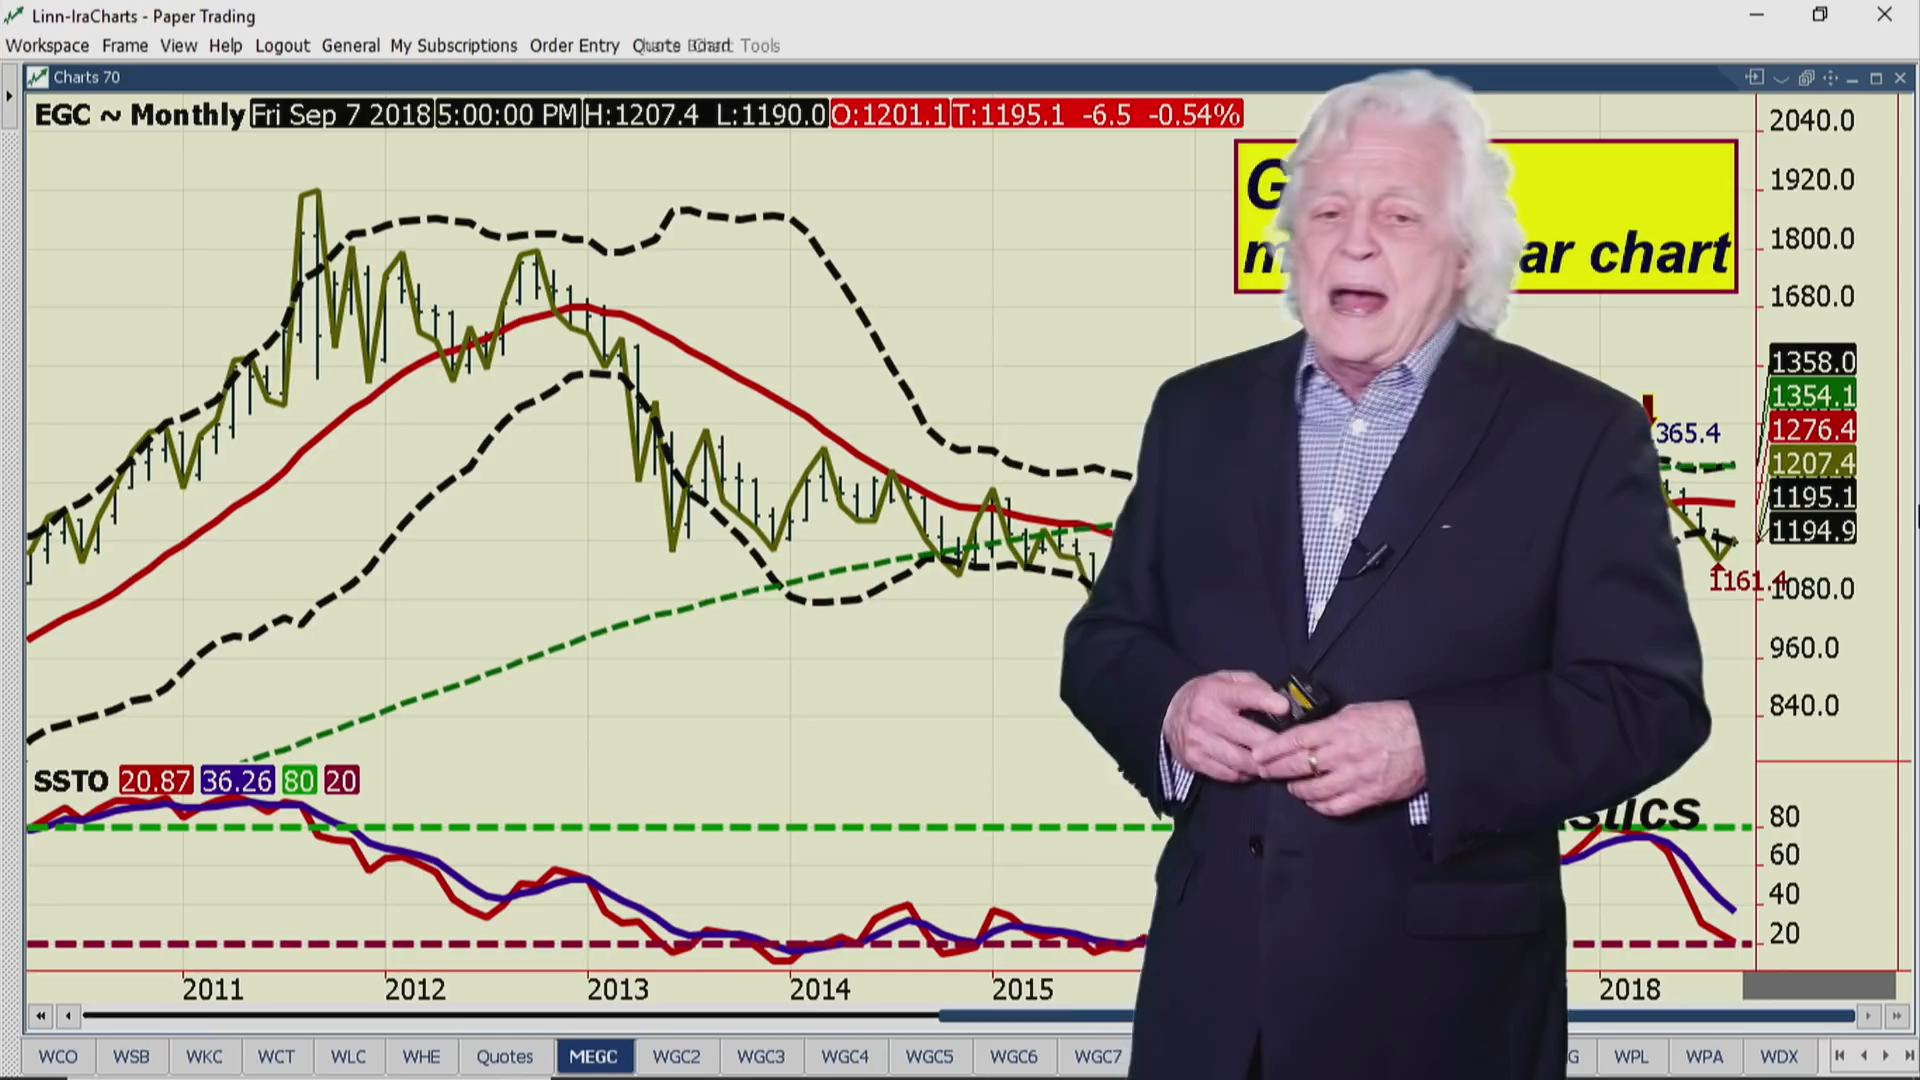 Linn-IraCharts - Paper Trading
Workspace Frame View Help Logout General My Subscriptions Order Entry Quote Chart Tools
Charts 70
EGC ~ Monthly Fri Sep 7 2018 5:00:00 PM H:1207.4 L:1190.0 O:1201.1 T:1195.1 -6.5 -0.54%
ar chart
2040.0
1920.0
1800.0
1680.0
1358.0
1354.1
1276.4
1207.4
1195.1
1194.9
1080.0
960.0
840.0
365.4
1161.4
SSTO 20.87 36.26 80 20
stics
80
60
40
20
2011 2012 2013 2014 2015 2018
WCO WSB WKC WCT WLC WHE Quotes MEGC WGC2 WGC3 WGC4 WGC5 WGC6 WGC7 G WPL WPA WDX